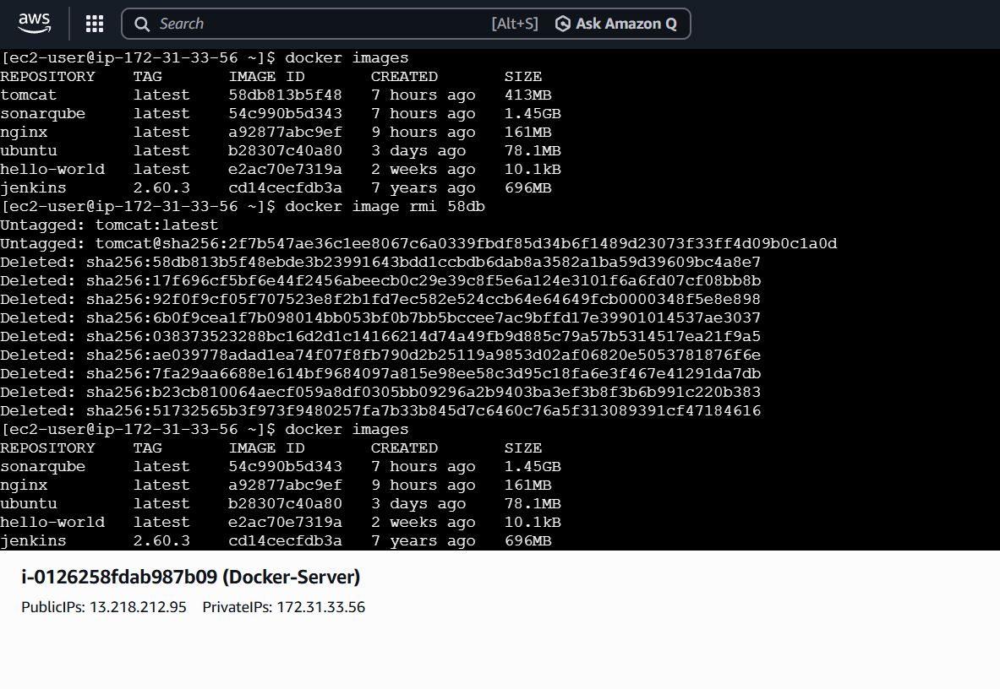 aws
Search [Alt+S] Ask Amazon Q
[ec2-user@ip-172-31-33-56 ~]$ docker images
REPOSITORY TAG IMAGE ID CREATED SIZE
tomcat latest 58db813b5f48 7 hours ago 413MB
sonarqube latest 54c990b5d343 7 hours ago 1.45GB
nginx latest a92877abc9ef 9 hours ago 161MB
ubuntu latest b28307c40a80 3 days ago 78.1MB
hello-world latest e2ac70e7319a 2 weeks ago 10.1kB
jenkins 2.60.3 cd14cecfdb3a 7 years ago 696MB
[ec2-user@ip-172-31-33-56 ~]$ docker image rmi 58db
Untagged: tomcat:latest
Untagged: tomcat@sha256:2f7b547ae36c1ee8067c6a0339fbdf85d34b6f1489d23073f33ff4d09b0c1a0d
Deleted: sha256:58db813b5f48ebde3b23991643bdd1ccbdb6dab8a3582a1ba59d39609bc4a8e7
Deleted: sha256:17f696cf5bf6e44f2456abeecb0c29e39c8f5e6a124e3101f6a6fd07cf08bb8b
Deleted: sha256:92f0f9cf05f707523e8f2b1fd7ec582e524ccb64e64649fcb0000348f5e8e898
Deleted: sha256:6b0f9cea1f7b098014bb053bf0b7bb5bccee7ac9bffd17e39901014537ae3037
Deleted: sha256:038373523288bc16d2d1c14166214d74a49fb9d885c79a57b5314517ea21f9a5
Deleted: sha256:ae039778adad1ea74f07f8fb790d2b25119a9853d02af06820e5053781876f6e
Deleted: sha256:7fa29aa6688e1614bf9684097a815e98ee58c3d95c18fa6e3f467e41291da7db
Deleted: sha256:b23cb810064aecf059a8df0305bb09296a2b9403ba3ef3b8f3b6b991c220b383
Deleted: sha256:51732565b3f973f9480257fa7b33b845d7c6460c76a5f313089391cf47184616
[ec2-user@ip-172-31-33-56 ~]$ docker images
REPOSITORY TAG IMAGE ID CREATED SIZE
sonarqube latest 54c990b5d343 7 hours ago 1.45GB
nginx latest a92877abc9ef 9 hours ago 161MB
ubuntu latest b28307c40a80 3 days ago 78.1MB
hello-world latest e2ac70e7319a 2 weeks ago 10.1kB
jenkins 2.60.3 cd14cecfdb3a 7 years ago 696MB
i-0126258fdab987b09 (Docker-Server)
PublicIPs: 13.218.212.95 PrivateIPs: 172.31.33.56